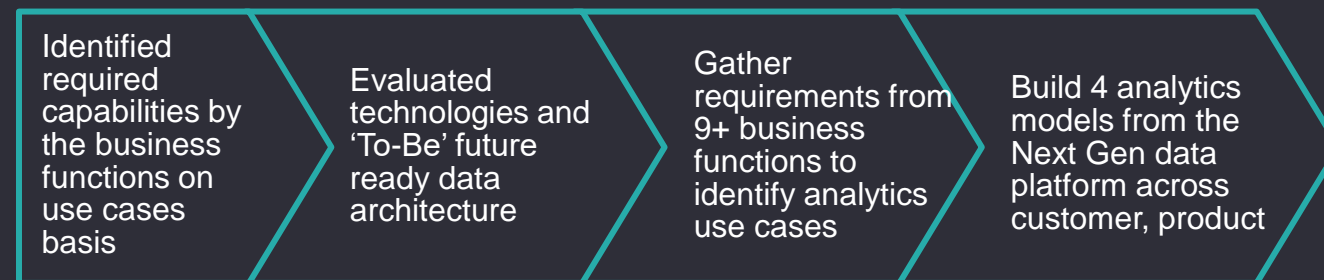 Identified
required
capabilities by
the business
functions on
use cases
basis
Evaluated
technologies and
‘To-Be’ future
ready data
architecture
Gather
requirements from
9+ business
functions to
identify analytics
use cases
Build 4 analytics
models from the
Next Gen data
platform across
customer, product